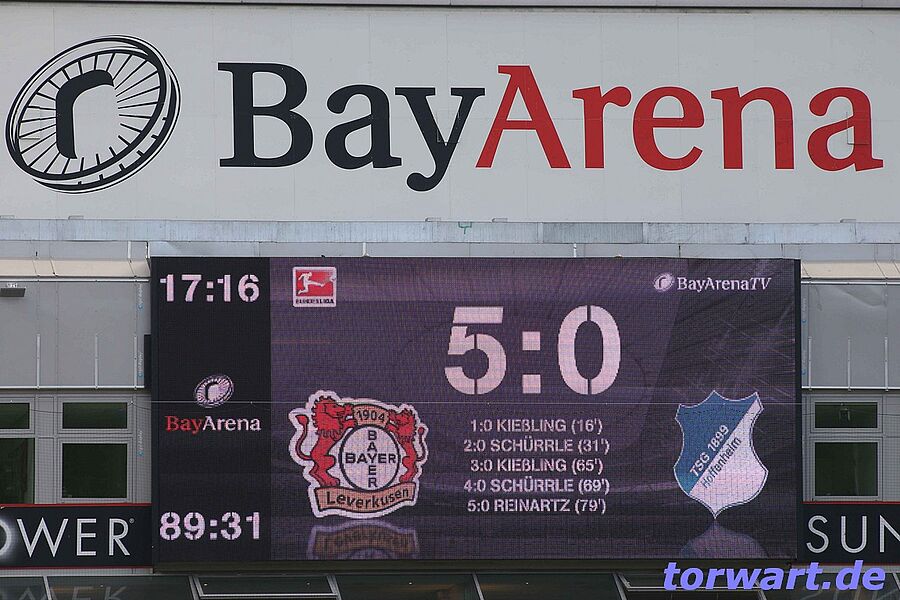 BayArena
17:16
BUNDESLIGA
BayArenaTV
5:0
BayArena
1904
BAYER
BAYER
Leverkusen
1:0 KIEßLING (16')
2:0 SCHÜRRLE (31')
3:0 KIEßLING (65')
4:0 SCHÜRRLE (69')
5:0 REINARTZ (79')
TSG 1899
Hoffenheim
89:31
OWER®
SUN
torwart.de